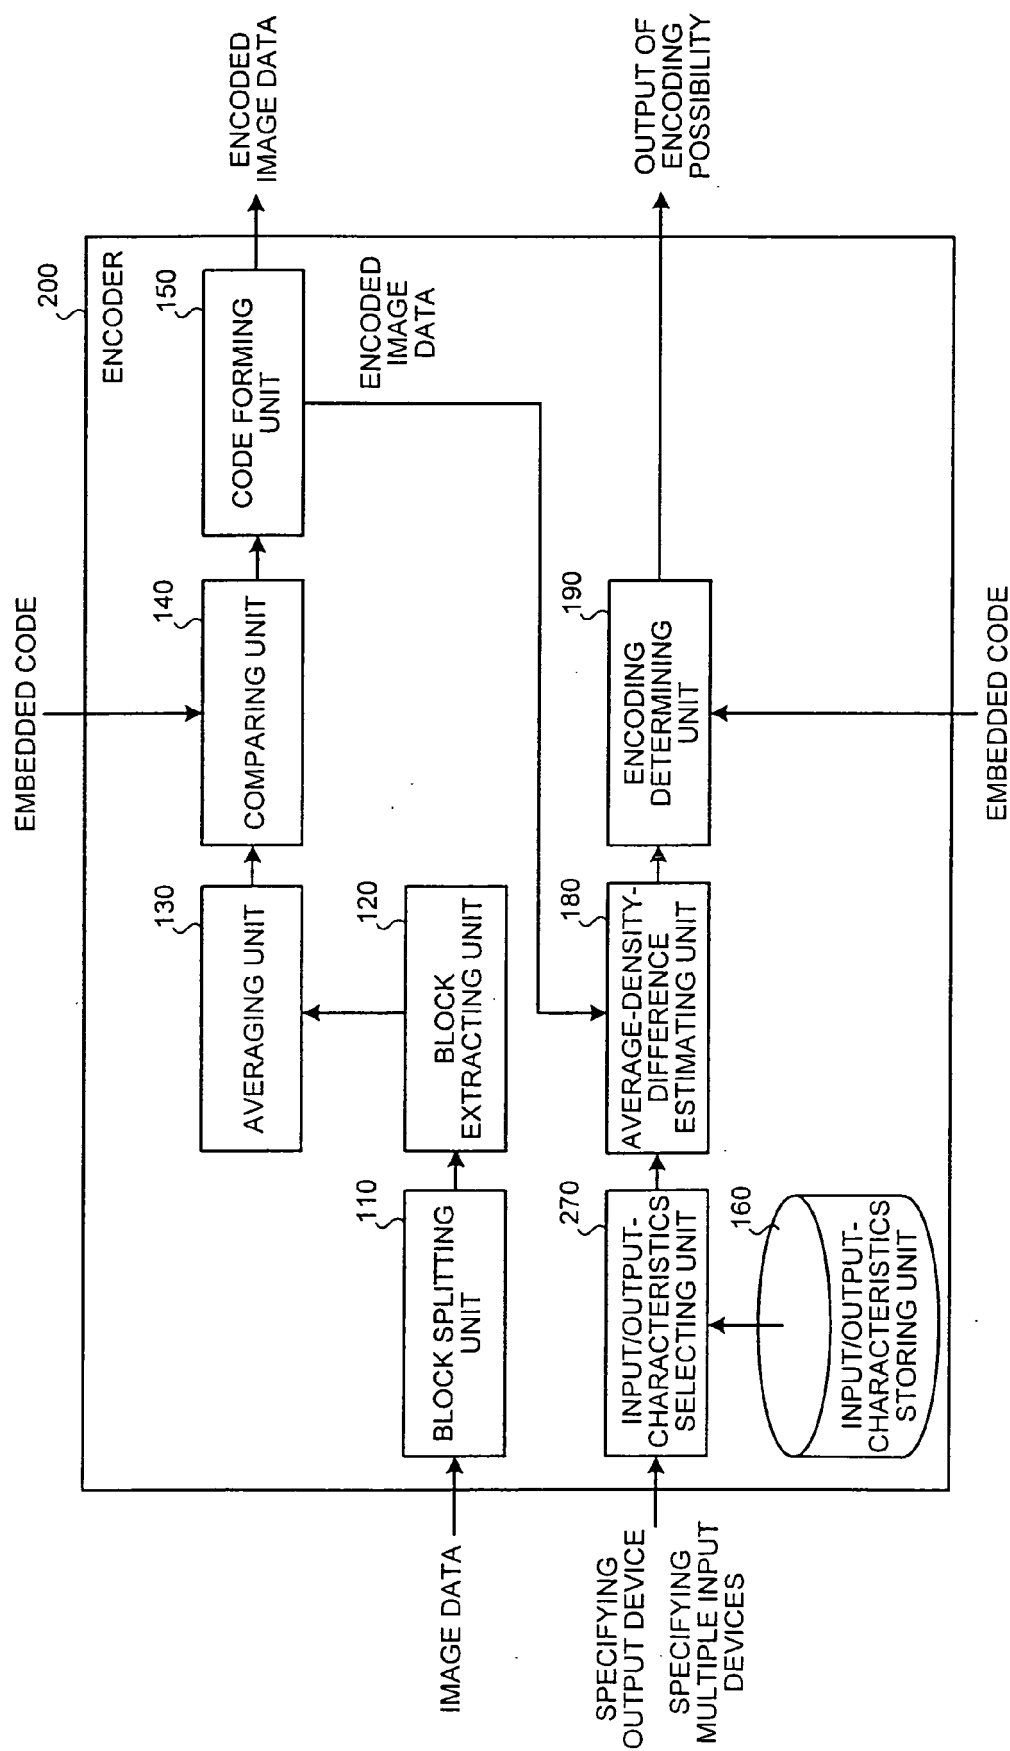 200
ENCODER
EMBEDDED CODE
IMAGE DATA
110
BLOCK SPLITTING
UNIT
120
BLOCK
EXTRACTING UNIT
130
AVERAGING UNIT
140
COMPARING UNIT
150
CODE FORMING
UNIT
ENCODED
IMAGE DATA
ENCODED
IMAGE
DATA
SPECIFYING
OUTPUT DEVICE
SPECIFYING
MULTIPLE INPUT
DEVICES
270
INPUT/OUTPUT-
CHARACTERISTICS
SELECTING UNIT
160
INPUT/OUTPUT-
CHARACTERISTICS
STORING UNIT
180
AVERAGE-DENSITY-
DIFFERENCE
ESTIMATING UNIT
190
ENCODING
DETERMINING
UNIT
OUTPUT OF
ENCODING
POSSIBILITY
EMBEDDED CODE